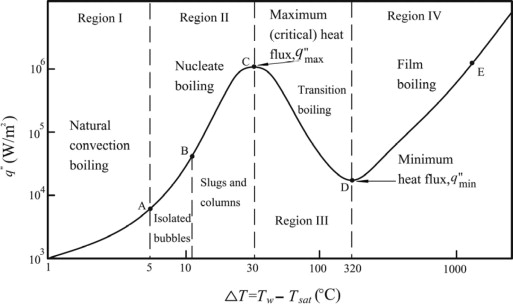 Region I
Region II
Maximum
(critical) heat
flux, q"max
Region IV
C
Nucleate
boiling
Film
boiling
E
Transition
boiling
10⁶
10⁵
10⁴
10³
q" (W/m²)
Natural
convection
boiling
B
Slugs and
columns
A
Isolated
bubbles
Region III
D
Minimum
heat flux, q"min
1
5
10
30
100
320
1000
△T=Tw− Tsat (°C)